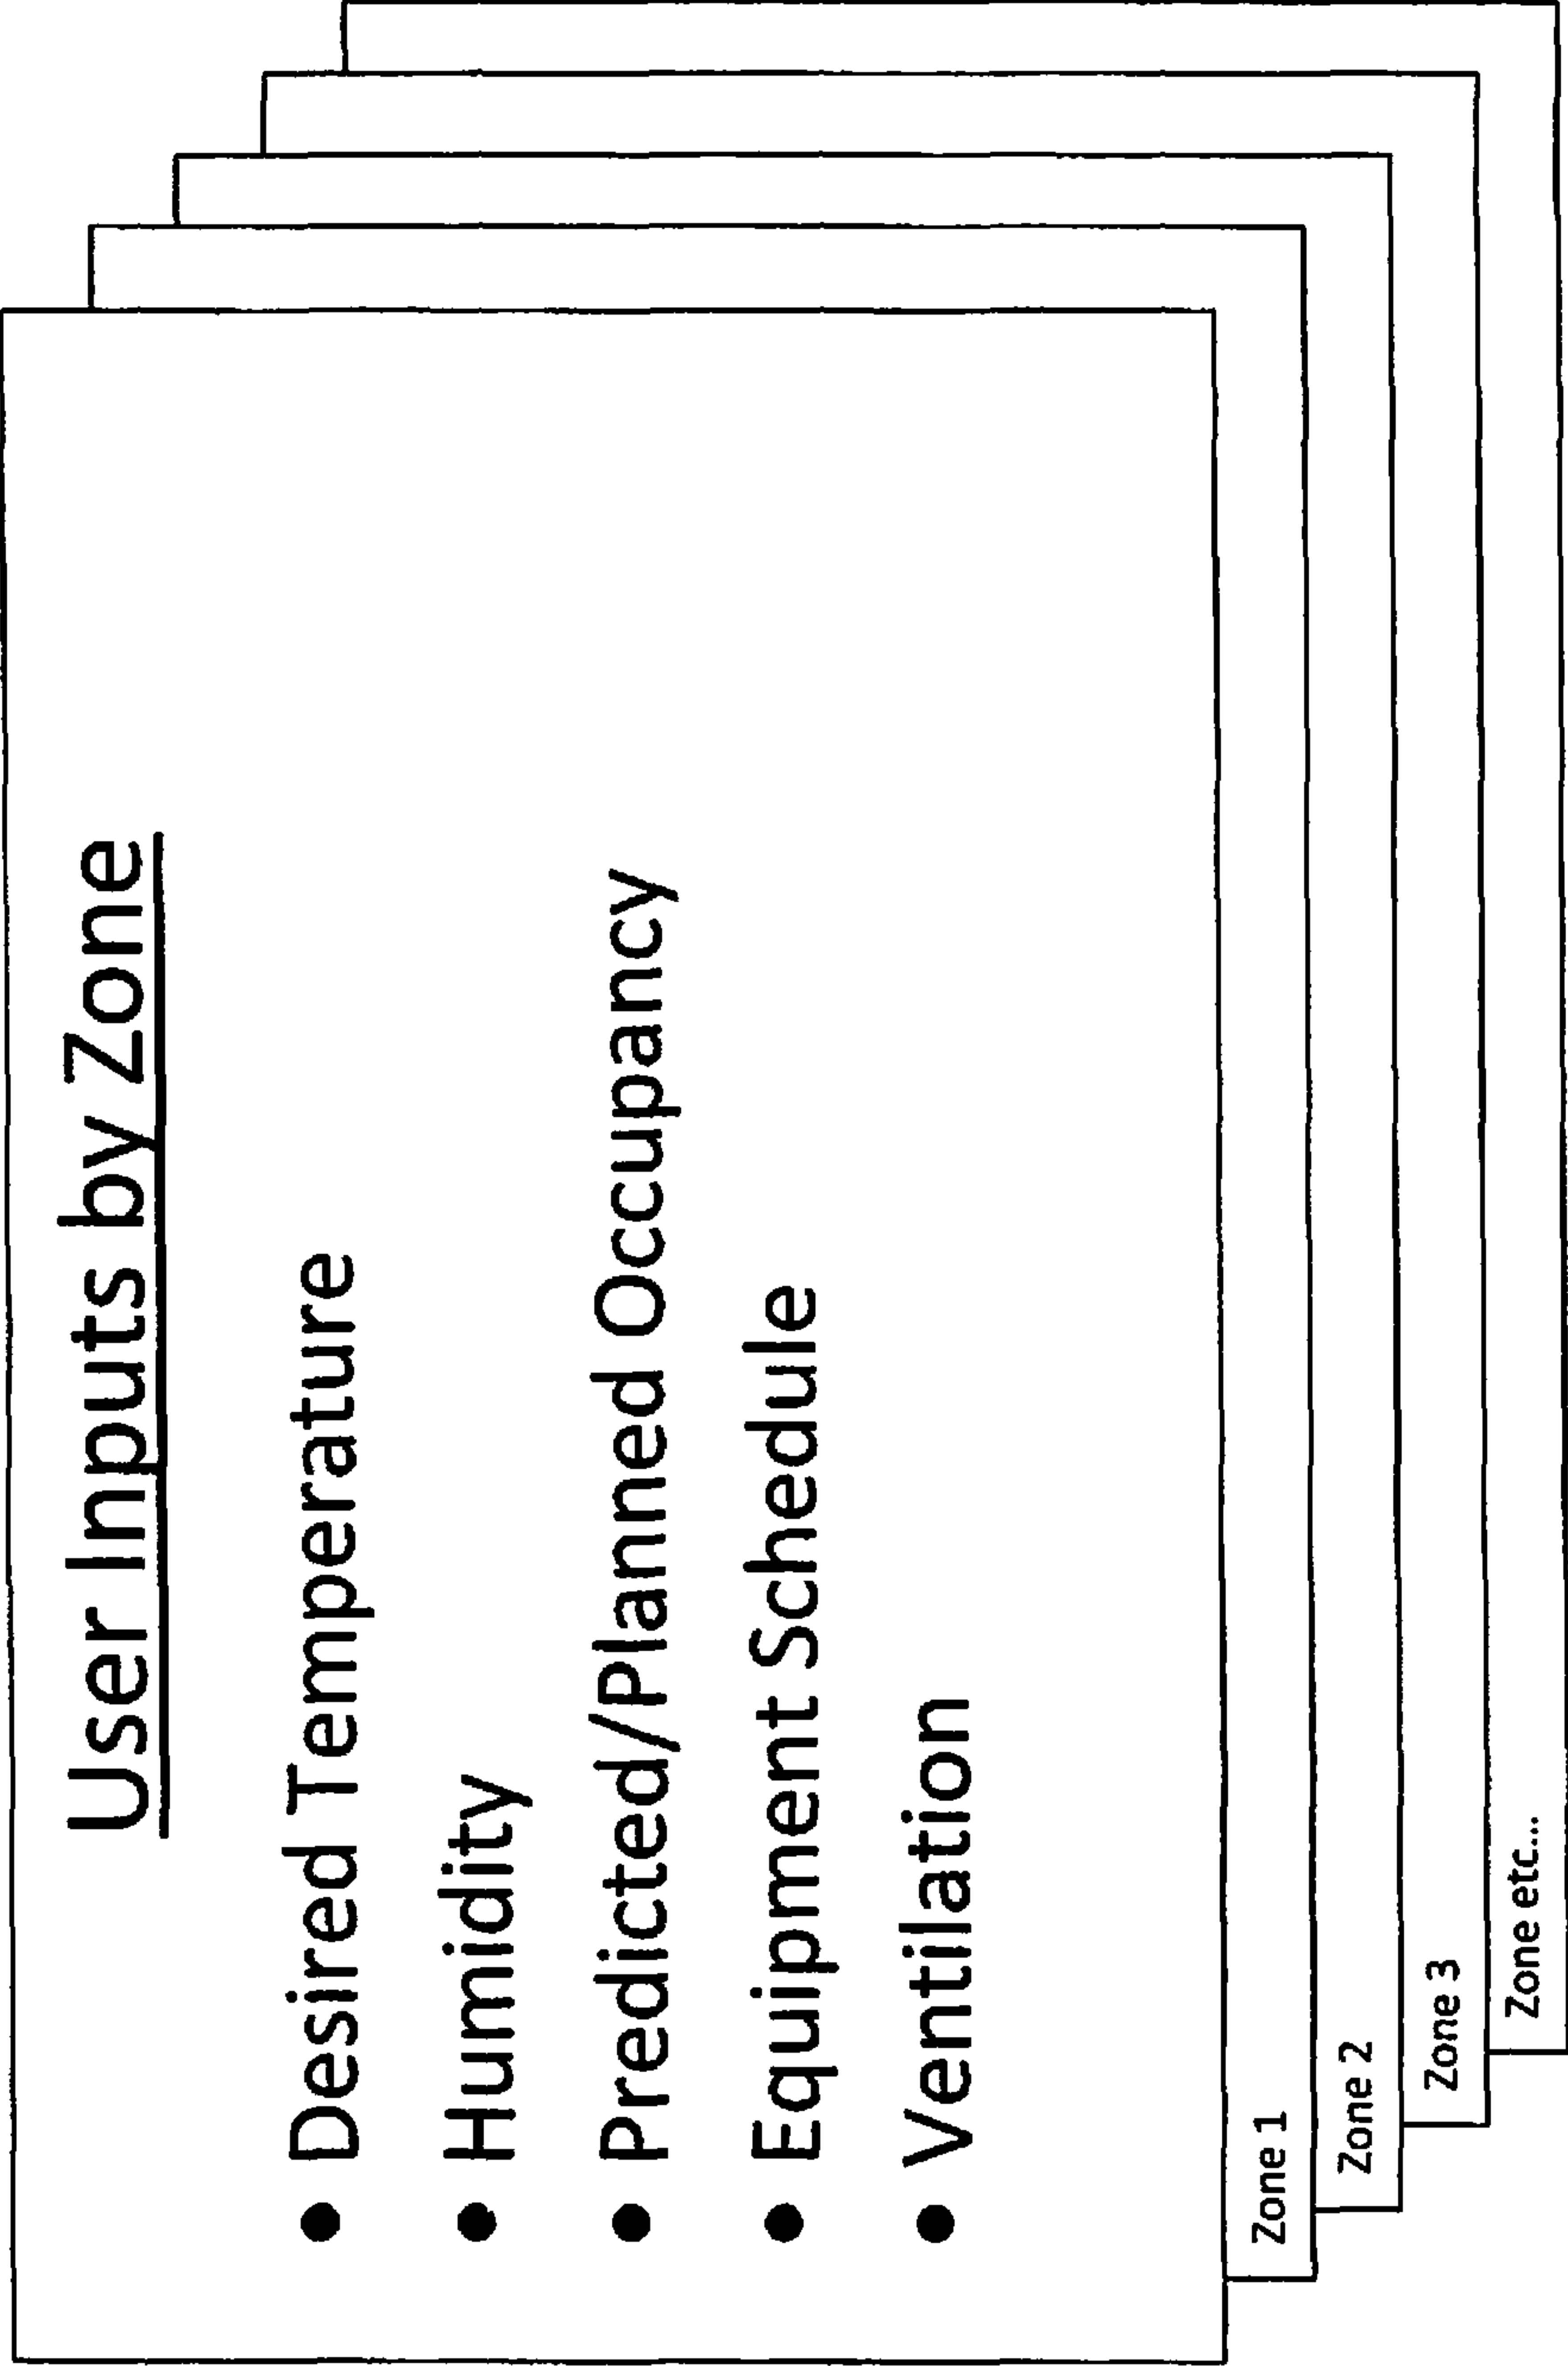 User Inputs by Zone
• Desired Temperature
• Humidity
• Predicted/Planned Occupancy
• Equipment Schedule
• Ventilation
Zone 1
Zone 2
Zone 3
Zone etc...